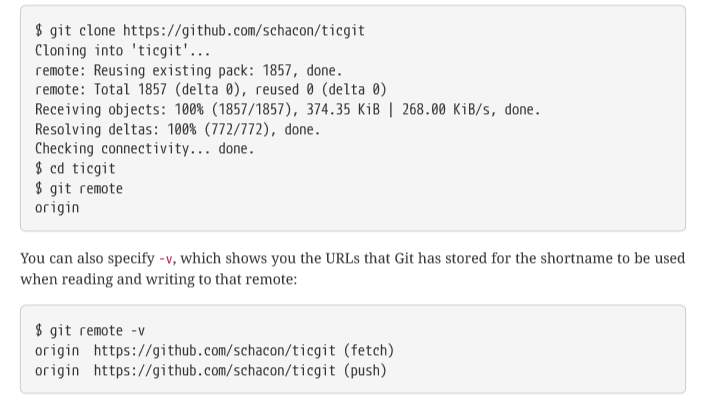 $ git clone https://github.com/schacon/ticgit
Cloning into 'ticgit'...
remote: Reusing existing pack: 1857, done.
remote: Total 1857 (delta 0), reused 0 (delta 0)
Receiving objects: 100% (1857/1857), 374.35 KiB | 268.00 KiB/s, done.
Resolving deltas: 100% (772/772), done.
Checking connectivity... done.
$ cd ticgit
$ git remote
origin
You can also specify -v, which shows you the URLs that Git has stored for the shortname to be used
when reading and writing to that remote:
$ git remote -v
origin  https://github.com/schacon/ticgit (fetch)
origin  https://github.com/schacon/ticgit (push)